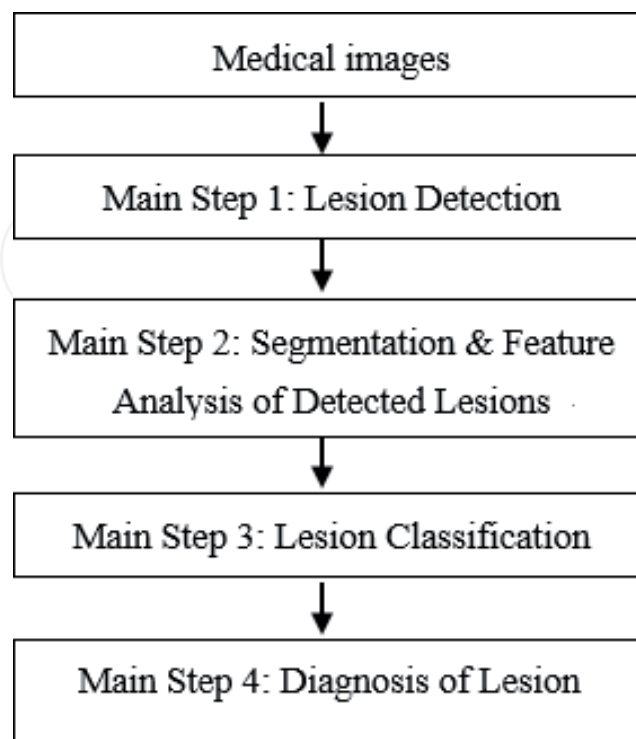 Medical images
Main Step 1: Lesion Detection
Main Step 2: Segmentation & Feature
Analysis of Detected Lesions
Main Step 3: Lesion Classification
Main Step 4: Diagnosis of Lesion